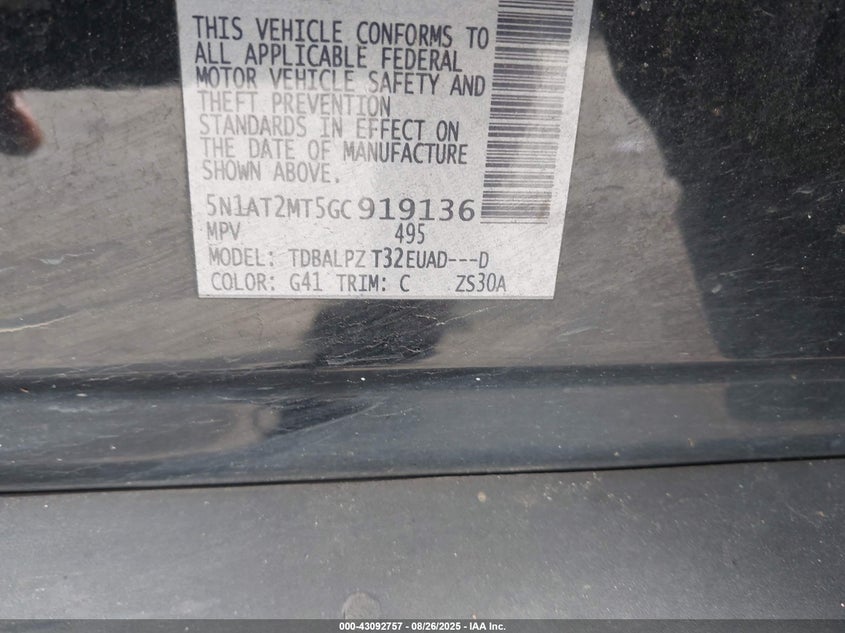 THIS VEHICLE CONFORMS TO
ALL APPLICABLE FEDERAL
MOTOR VEHICLE SAFETY AND
THEFT PREVENTION
STANDARDS IN EFFECT ON
THE DATE OF MANUFACTURE
SHOWN ABOVE.
5N1AT2MT5GC919136
MPV 495
MODEL: TDBALPZ T32EUAD---D
COLOR: G41 TRIM: C ZS30A
000-43092757 - 08/26/2025 - IAA Inc.